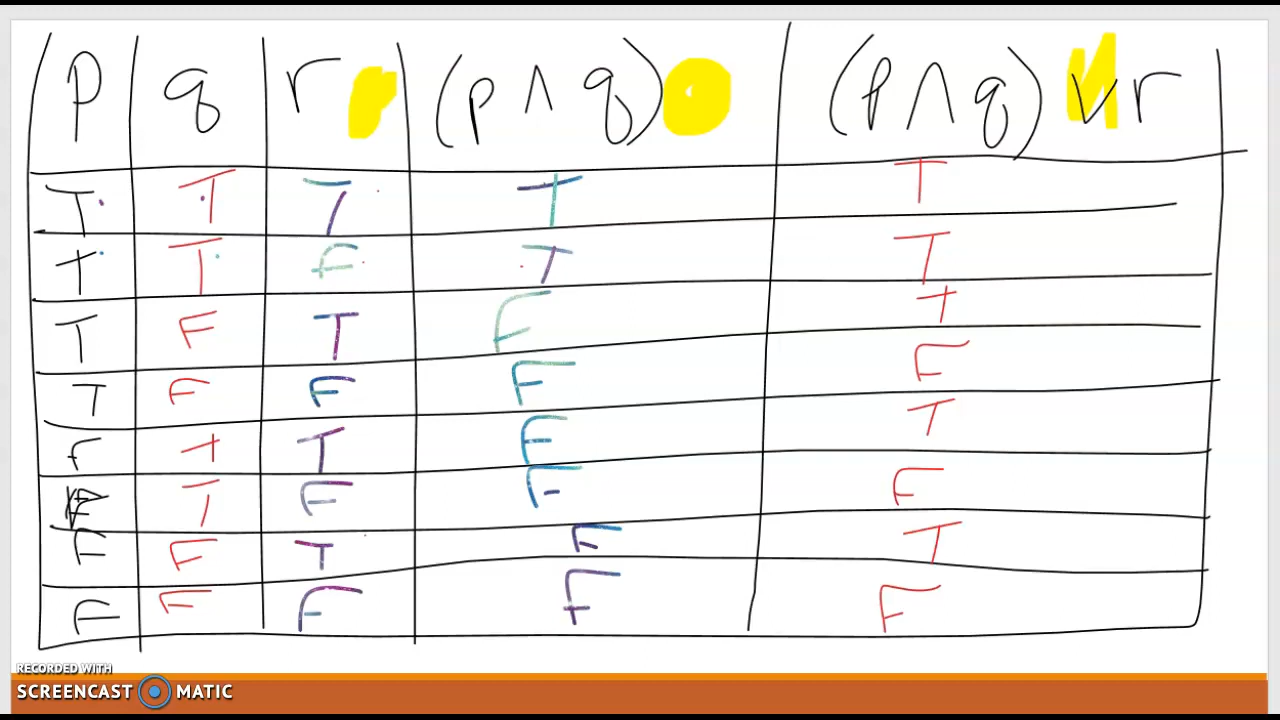 p q r (p ∧ q) (p ∧ q) ∨ r
T T T T T
T T F T T
T F T F T
T F F F F
F T T F T
F T F F F
F F T F T
F F F F F
RECORDED WITH
SCREENCAST MATIC